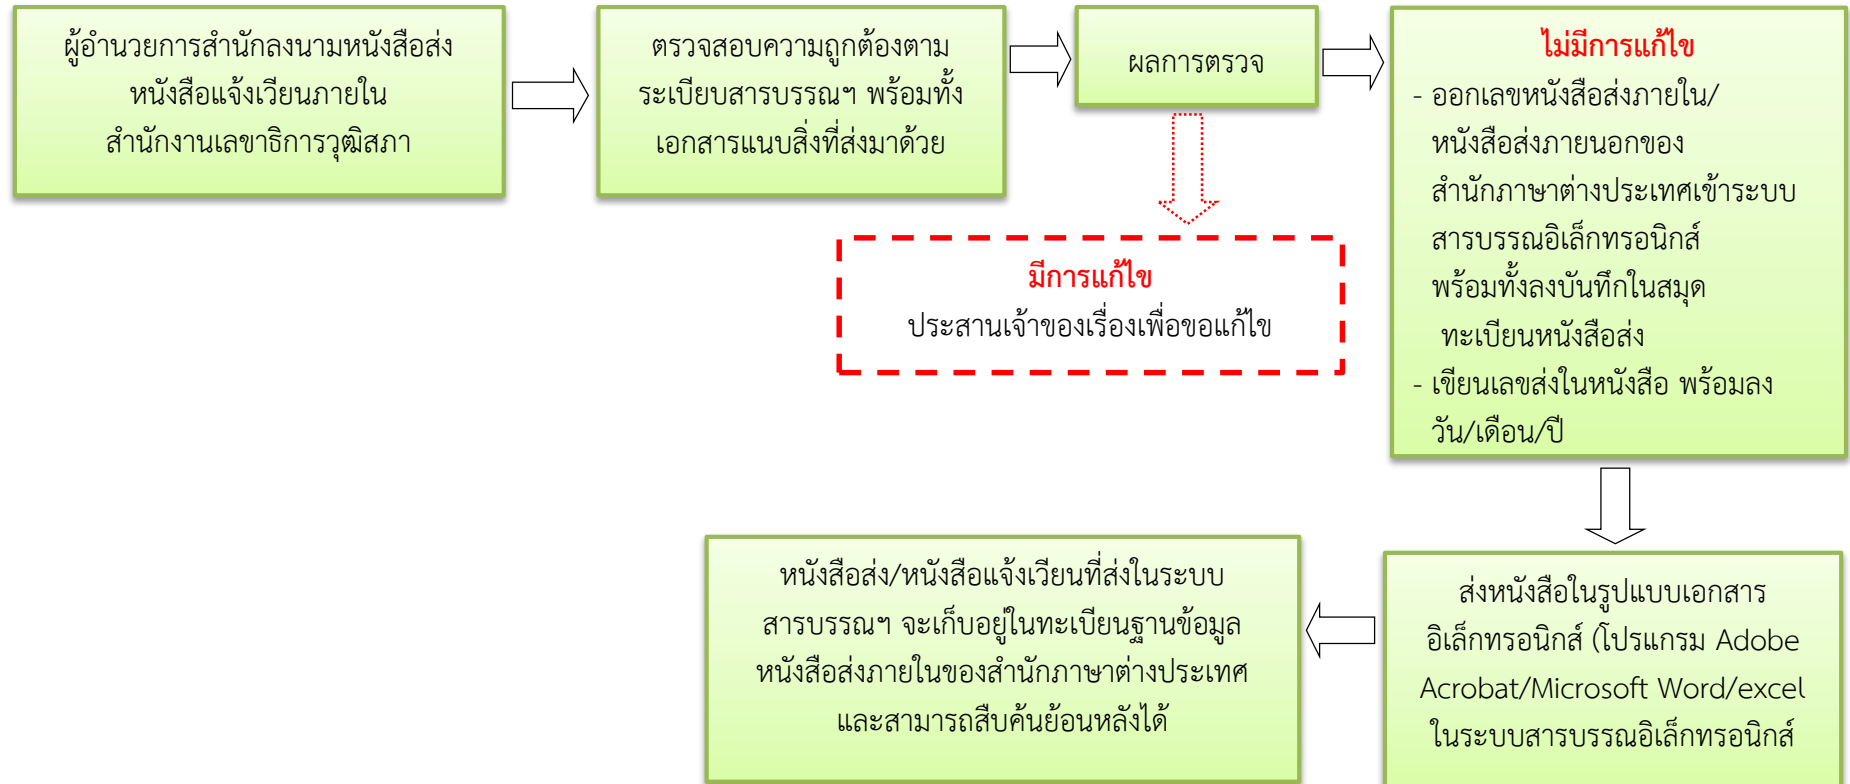 ผู้อำนวยการสำนักลงนามหนังสือส่ง
หนังสือแจ้งเวียนภายใน
สำนักงานเลขาธิการวุฒิสภา
ตรวจสอบความถูกต้องตาม
ระเบียบสารบรรณฯ พร้อมทั้ง
เอกสารแนบสิ่งที่ส่งมาด้วย
ผลการตรวจ
ไม่มีการแก้ไข
- ออกเลขหนังสือส่งภายใน/
หนังสือส่งภายนอกของ
สำนักภาษาต่างประเทศเข้าระบบ
สารบรรณอิเล็กทรอนิกส์
พร้อมทั้งลงบันทึกในสมุด
ทะเบียนหนังสือส่ง
- เขียนเลขส่งในหนังสือ พร้อมลง
วัน/เดือน/ปี
มีการแก้ไข
ประสานเจ้าของเรื่องเพื่อขอแก้ไข
ส่งหนังสือในรูปแบบเอกสาร
อิเล็กทรอนิกส์ (โปรแกรม Adobe
Acrobat/Microsoft Word/excel
ในระบบสารบรรณอิเล็กทรอนิกส์
หนังสือส่ง/หนังสือแจ้งเวียนที่ส่งในระบบ
สารบรรณฯ จะเก็บอยู่ในทะเบียนฐานข้อมูล
หนังสือส่งภายในของสำนักภาษาต่างประเทศ
และสามารถสืบค้นย้อนหลังได้